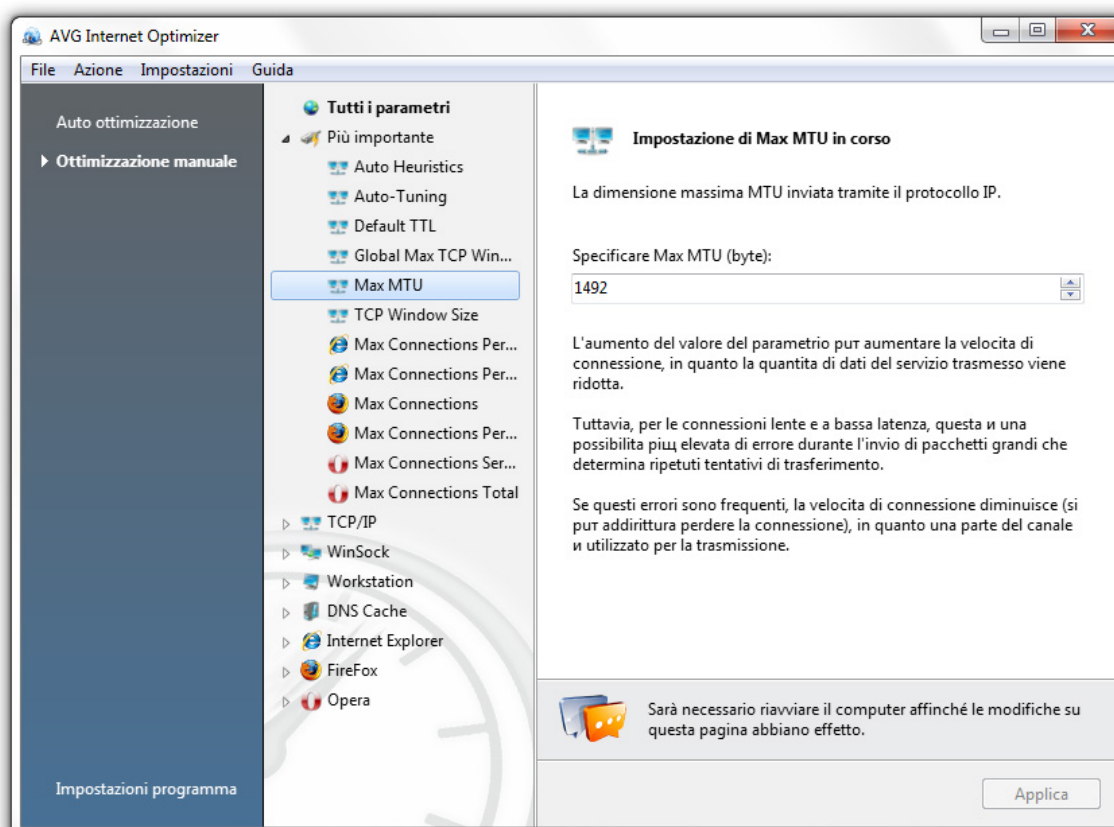 AVG Internet Optimizer
File Azione Impostazioni Guida
Auto ottimizzazione
Ottimizzazione manuale
Impostazioni programma
Tutti i parametri
Più importante
Auto Heuristics
Auto-Tuning
Default TTL
Global Max TCP Win...
Max MTU
TCP Window Size
Max Connections Per...
Max Connections Per...
Max Connections
Max Connections Per...
Max Connections Ser...
Max Connections Total
TCP/IP
WinSock
Workstation
DNS Cache
Internet Explorer
FireFox
Opera
Impostazione di Max MTU in corso
La dimensione massima MTU inviata tramite il protocollo IP.
Specificare Max MTU (byte):
1492
L'aumento del valore del parametro puт aumentare la velocita di
connessione, in quanto la quantita di dati del servizio trasmesso viene
ridotta.
Tuttavia, per le connessioni lente e a bassa latenza, questa и una
possibilita piщ elevata di errore durante l'invio di pacchetti grandi che
determina ripetuti tentativi di trasferimento.
Se questi errori sono frequenti, la velocita di connessione diminuisce (si
puт addirittura perdere la connessione), in quanto una parte del canale
и utilizzato per la trasmissione.
Sarà necessario riavviare il computer affinché le modifiche su
questa pagina abbiano effetto.
Applica